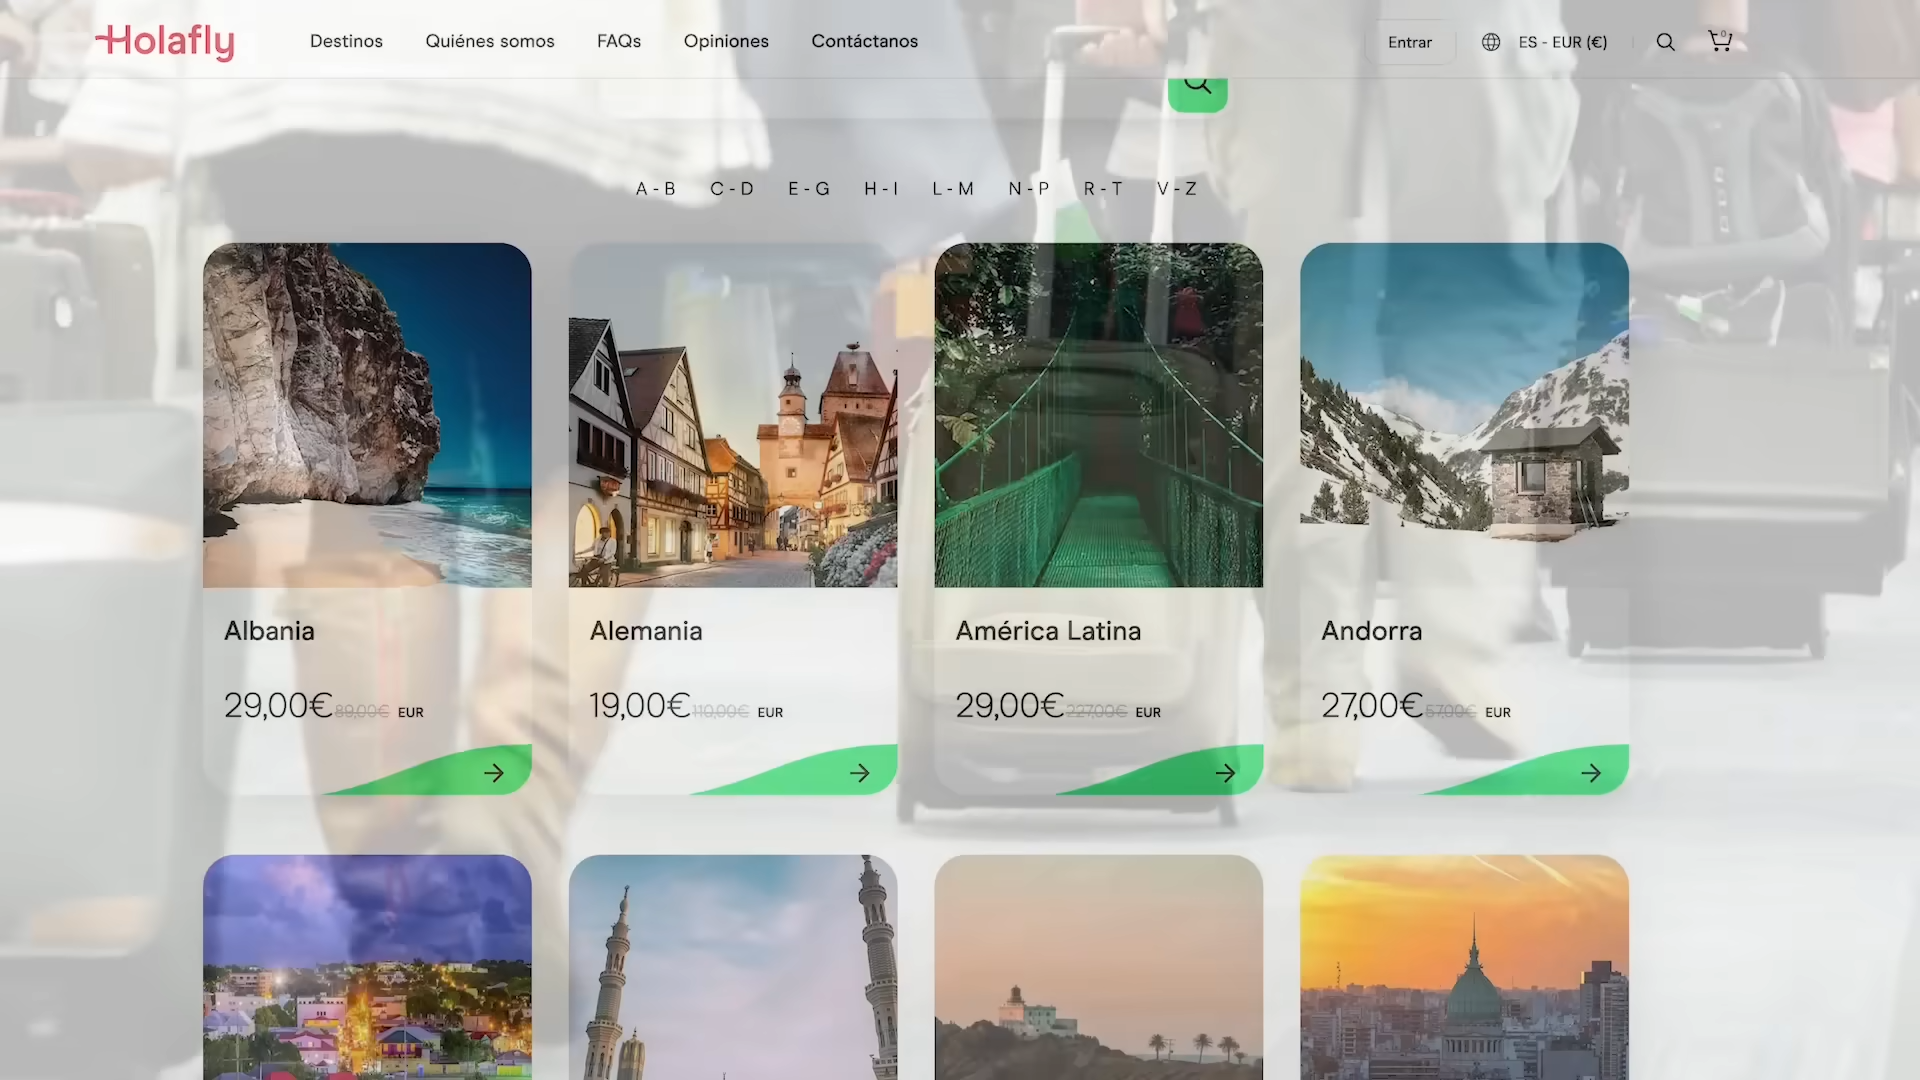 Holafly Destinos Quiénes somos FAQs Opiniones Contáctanos Entrar ES - EUR (€) 0
A - B C - D E - G H - I L - M N - P R - T V - Z
Albania
29,00€ 89,00€ EUR
Alemania
19,00€ 110,00€ EUR
América Latina
29,00€ 227,00€ EUR
Andorra
27,00€ 57,00€ EUR